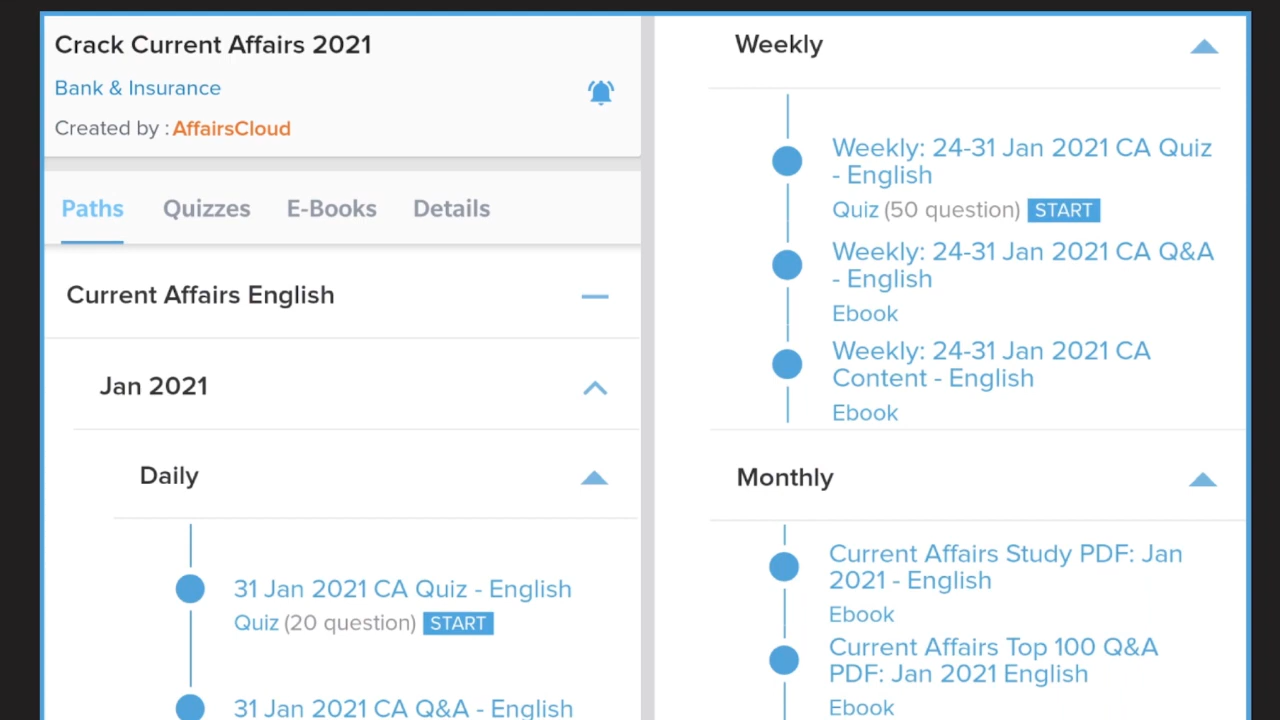 Crack Current Affairs 2021
Bank & Insurance
Created by : AffairsCloud
Paths Quizzes E-Books Details
Current Affairs English
Jan 2021
Daily
31 Jan 2021 CA Quiz - English
Quiz (20 question) START
31 Jan 2021 CA Q&A - English
Weekly
Weekly: 24-31 Jan 2021 CA Quiz
- English
Quiz (50 question) START
Weekly: 24-31 Jan 2021 CA Q&A
- English
Ebook
Weekly: 24-31 Jan 2021 CA
Content - English
Ebook
Monthly
Current Affairs Study PDF: Jan
2021 - English
Ebook
Current Affairs Top 100 Q&A
PDF: Jan 2021 English
Ebook